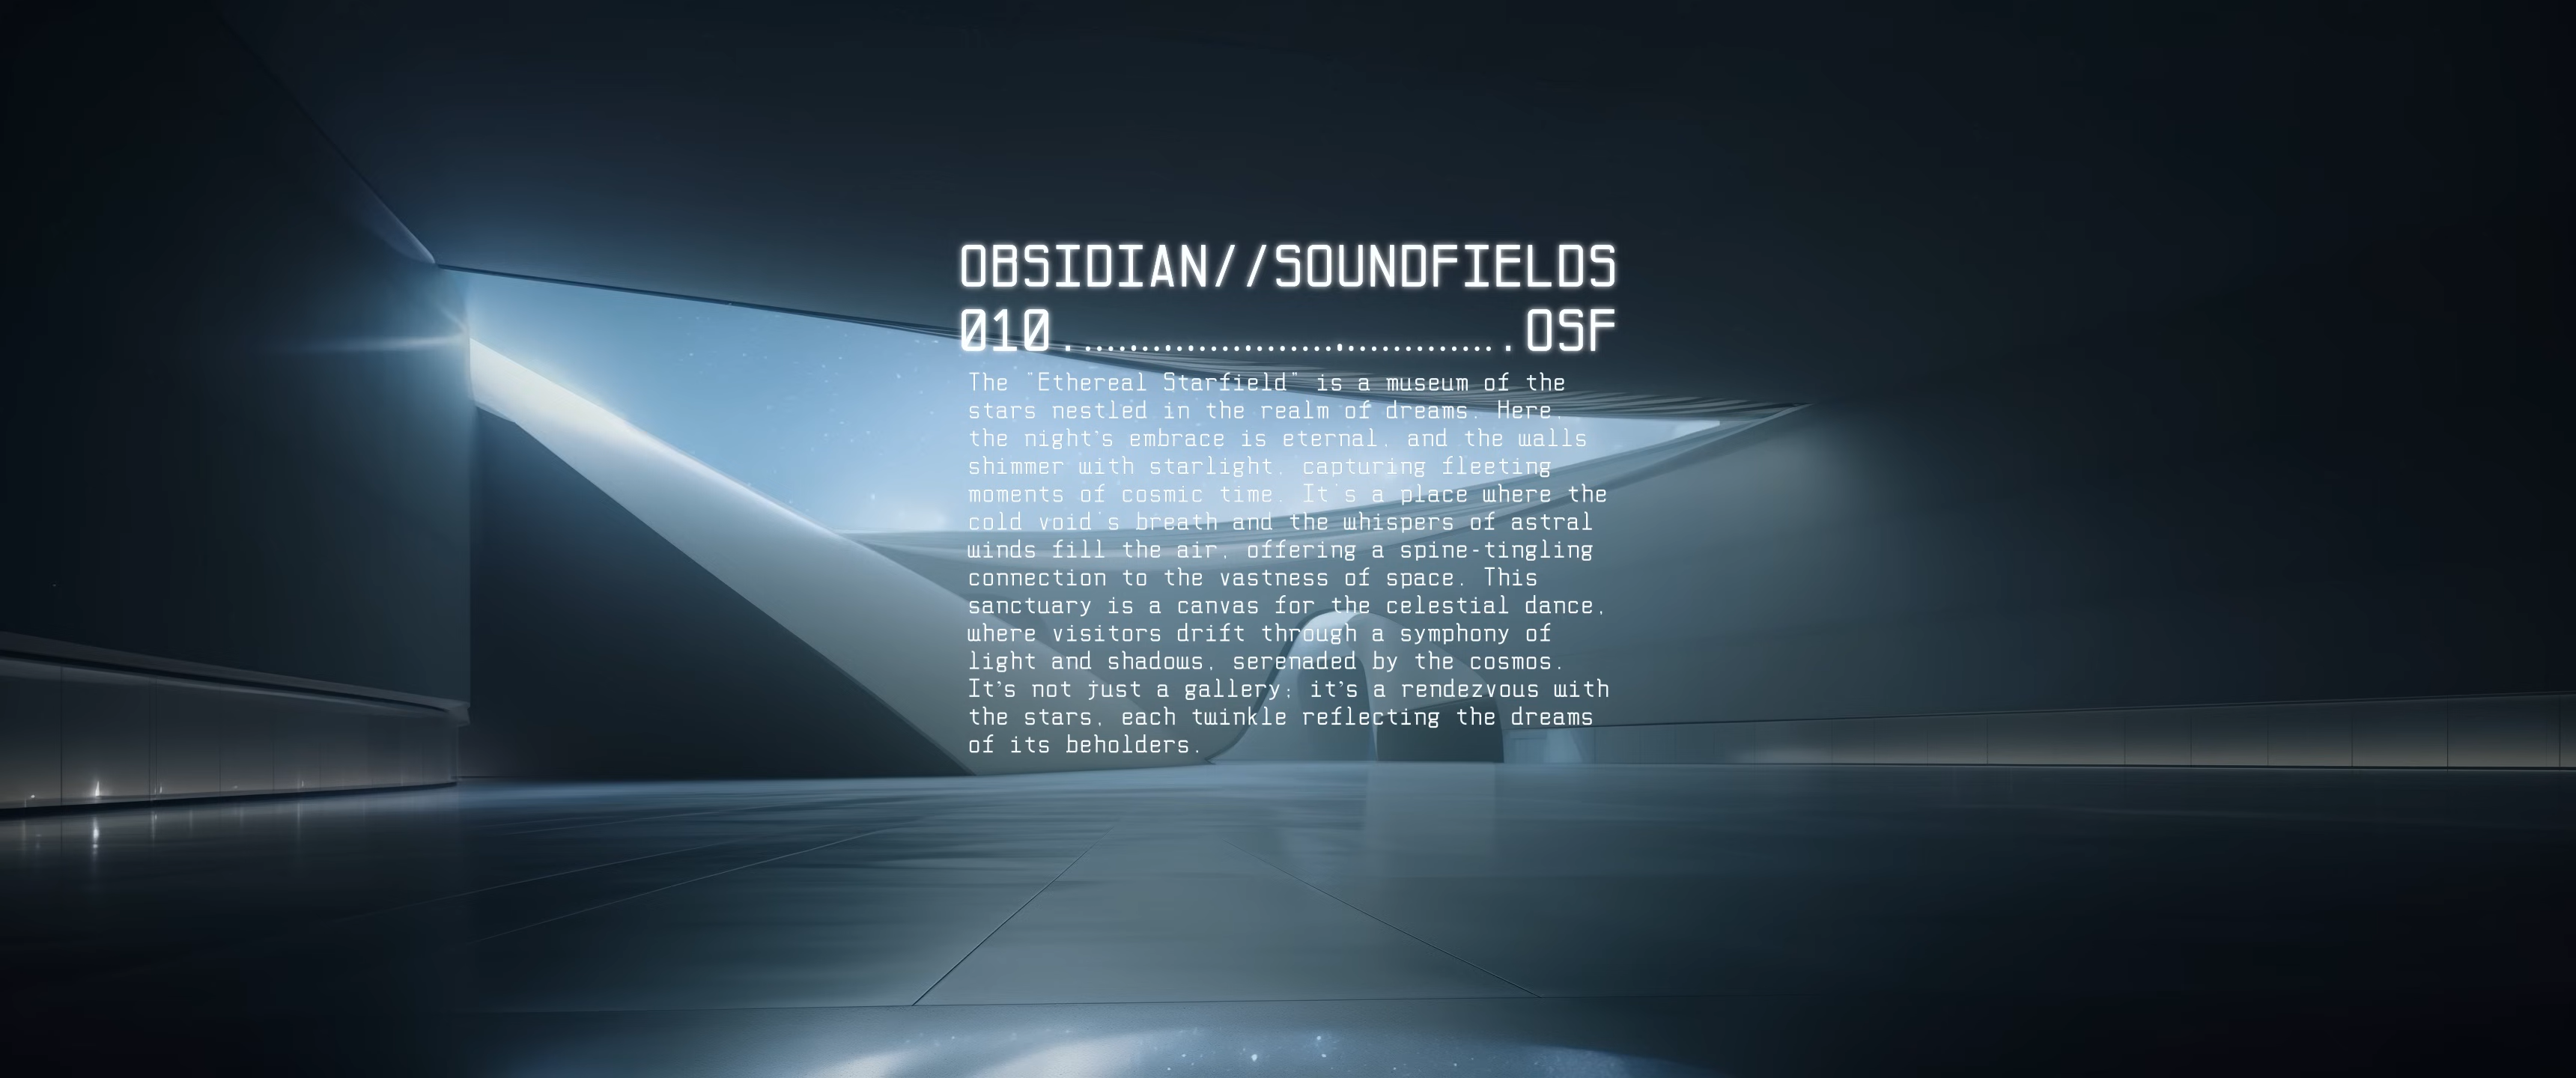 OBSIDIAN//SOUNDFIELDS
010.......................................OSF
The "Ethereal Starfield" is a museum of the
stars nestled in the realm of dreams. Here,
the night's embrace is eternal, and the walls
shimmer with starlight, capturing fleeting
moments of cosmic time. It's a place where the
cold void's breath and the whispers of astral
winds fill the air, offering a spine-tingling
connection to the vastness of space. This
sanctuary is a canvas for the celestial dance,
where visitors drift through a symphony of
light and shadows, serenaded by the cosmos.
It's not just a gallery; it's a rendezvous with
the stars, each twinkle reflecting the dreams
of its beholders.